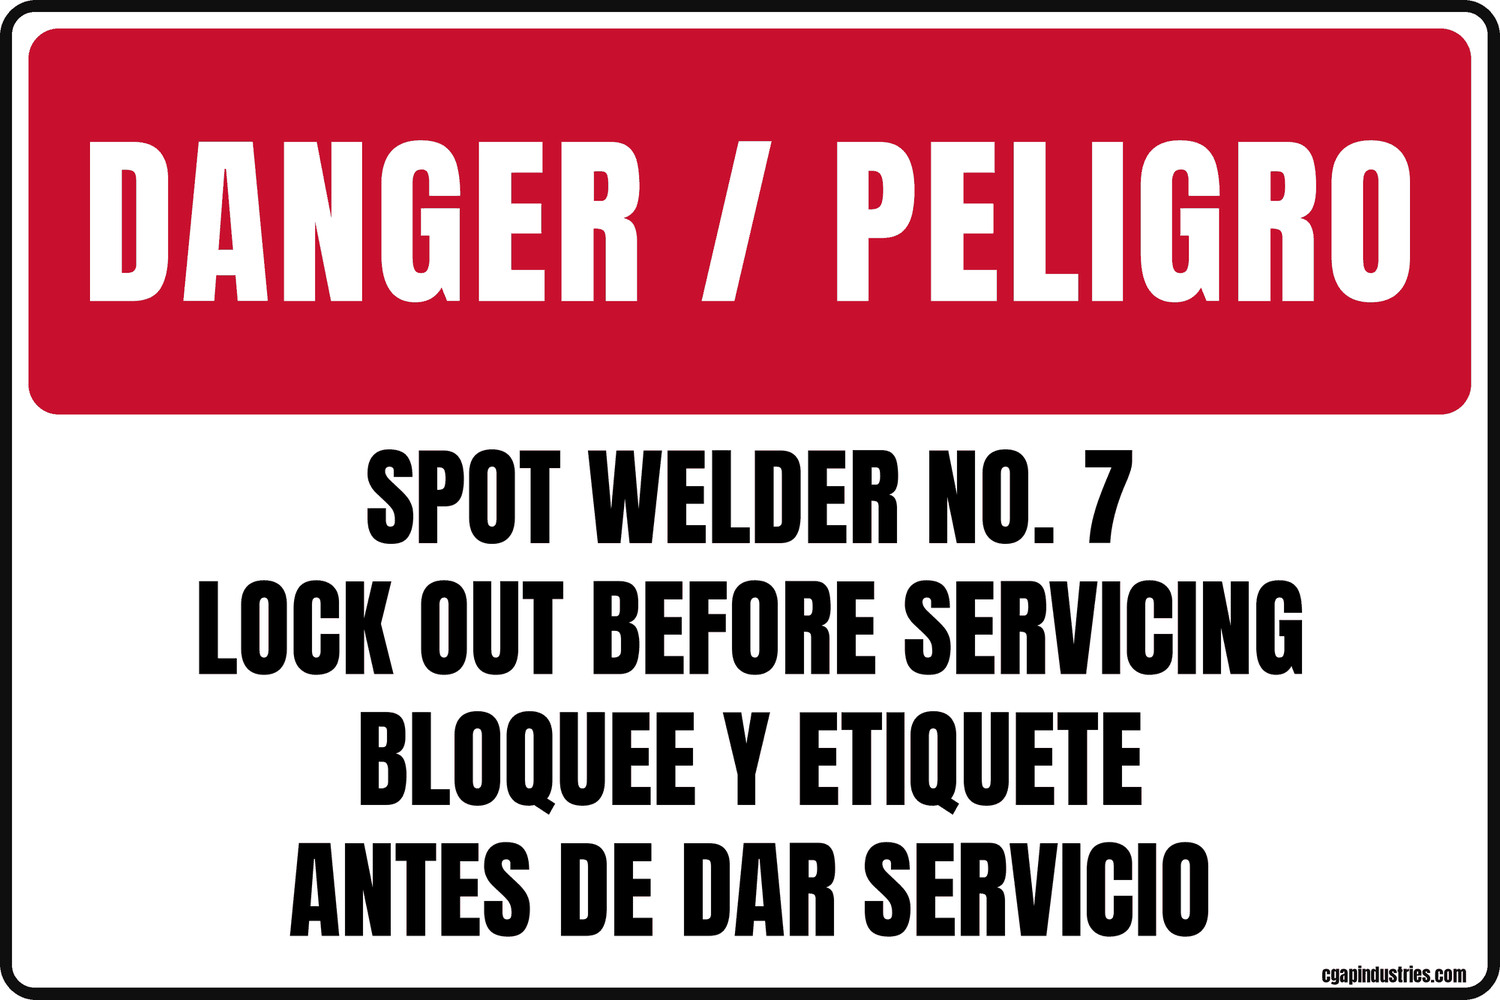 DANGER / PELIGRO
SPOT WELDER NO. 7
LOCK OUT BEFORE SERVICING
BLOQUEE Y ETIQUETE
ANTES DE DAR SERVICIO
cgapindustries.com